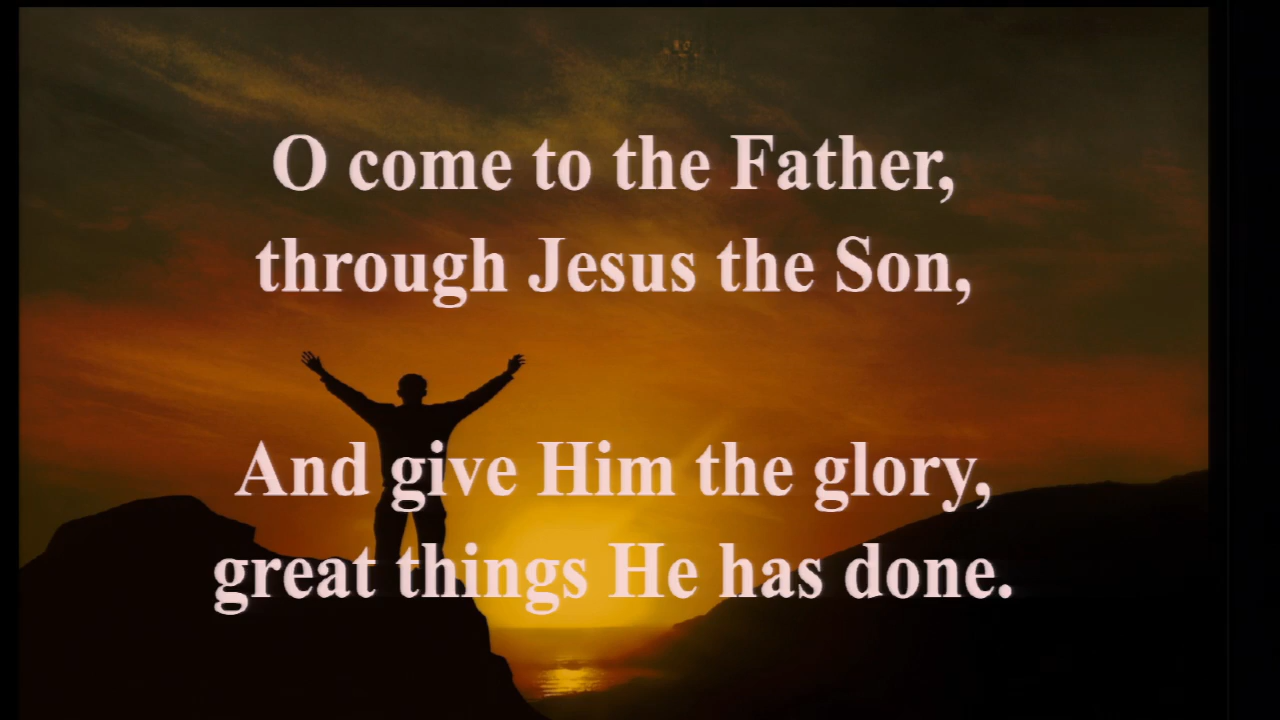 O come to the Father,
through Jesus the Son,
And give Him the glory,
great things He has done.